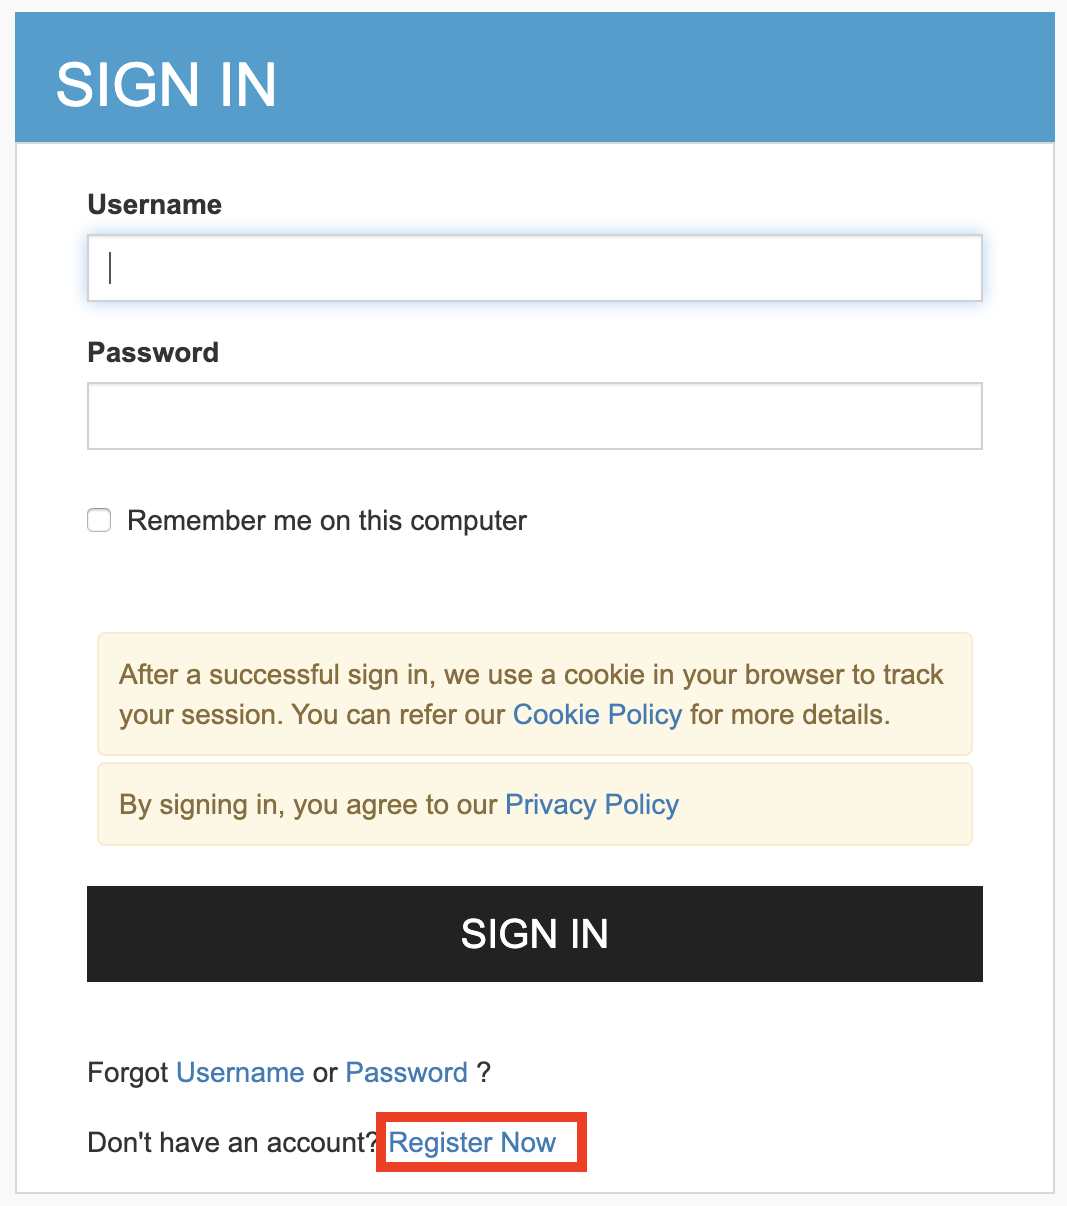 SIGN IN
Username
Password
Remember me on this computer
After a successful sign in, we use a cookie in your browser to track
your session. You can refer our Cookie Policy for more details.
By signing in, you agree to our Privacy Policy
SIGN IN
Forgot Username or Password ?
Don't have an account? Register Now